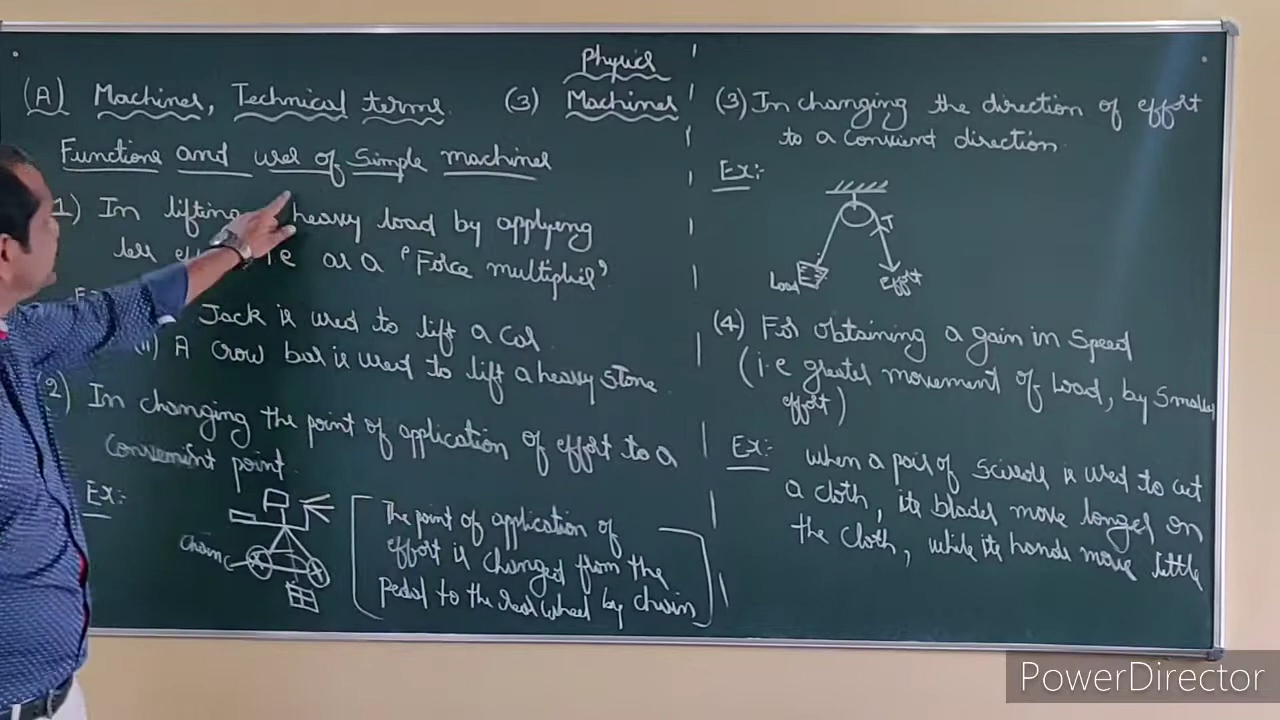 Physics
(A) Machines, Technical terms. (3) Machines
Functions and uses of Simple machines
1) In lifting heavy load by applyeng
less i.e as a "Force multiplier"
Jack is used to lift a Car
(ii) A crow bar is used to lift a heavy stone
2) In changing the point of application of effort to a
Convenient point.
Ex:-
Chain
The point of application of
effort is changed from the
pedal to the rear wheel by chain
(3) In changing the direction of effort
to a convient direction.
Ex:-
T
Load
effort
(4) For obtaining a gain in Speed
(i.e greater movement of Load, by Smaller
effort)
Ex:- when a pair of Scissors is used to cut
a cloth, its blades move longer on
the cloth, while its hands move little
PowerDirector